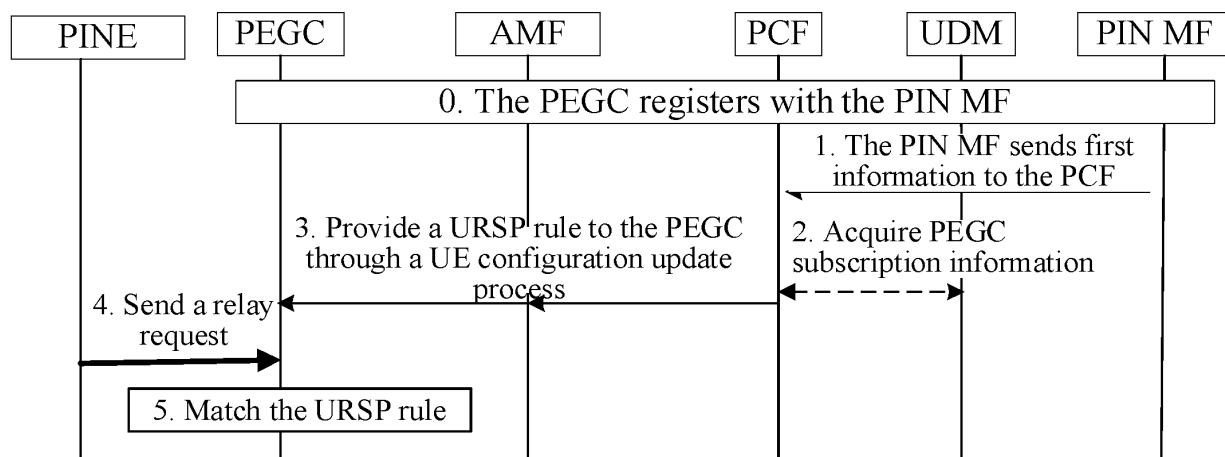 PINE
PEGC
AMF
PCF
UDM
PIN MF
0. The PEGC registers with the PIN MF
1. The PIN MF sends first
information to the PCF
2. Acquire PEGC
subscription information
3. Provide a URSP rule to the PEGC
through a UE configuration update
process
4. Send a relay
request
5. Match the URSP rule